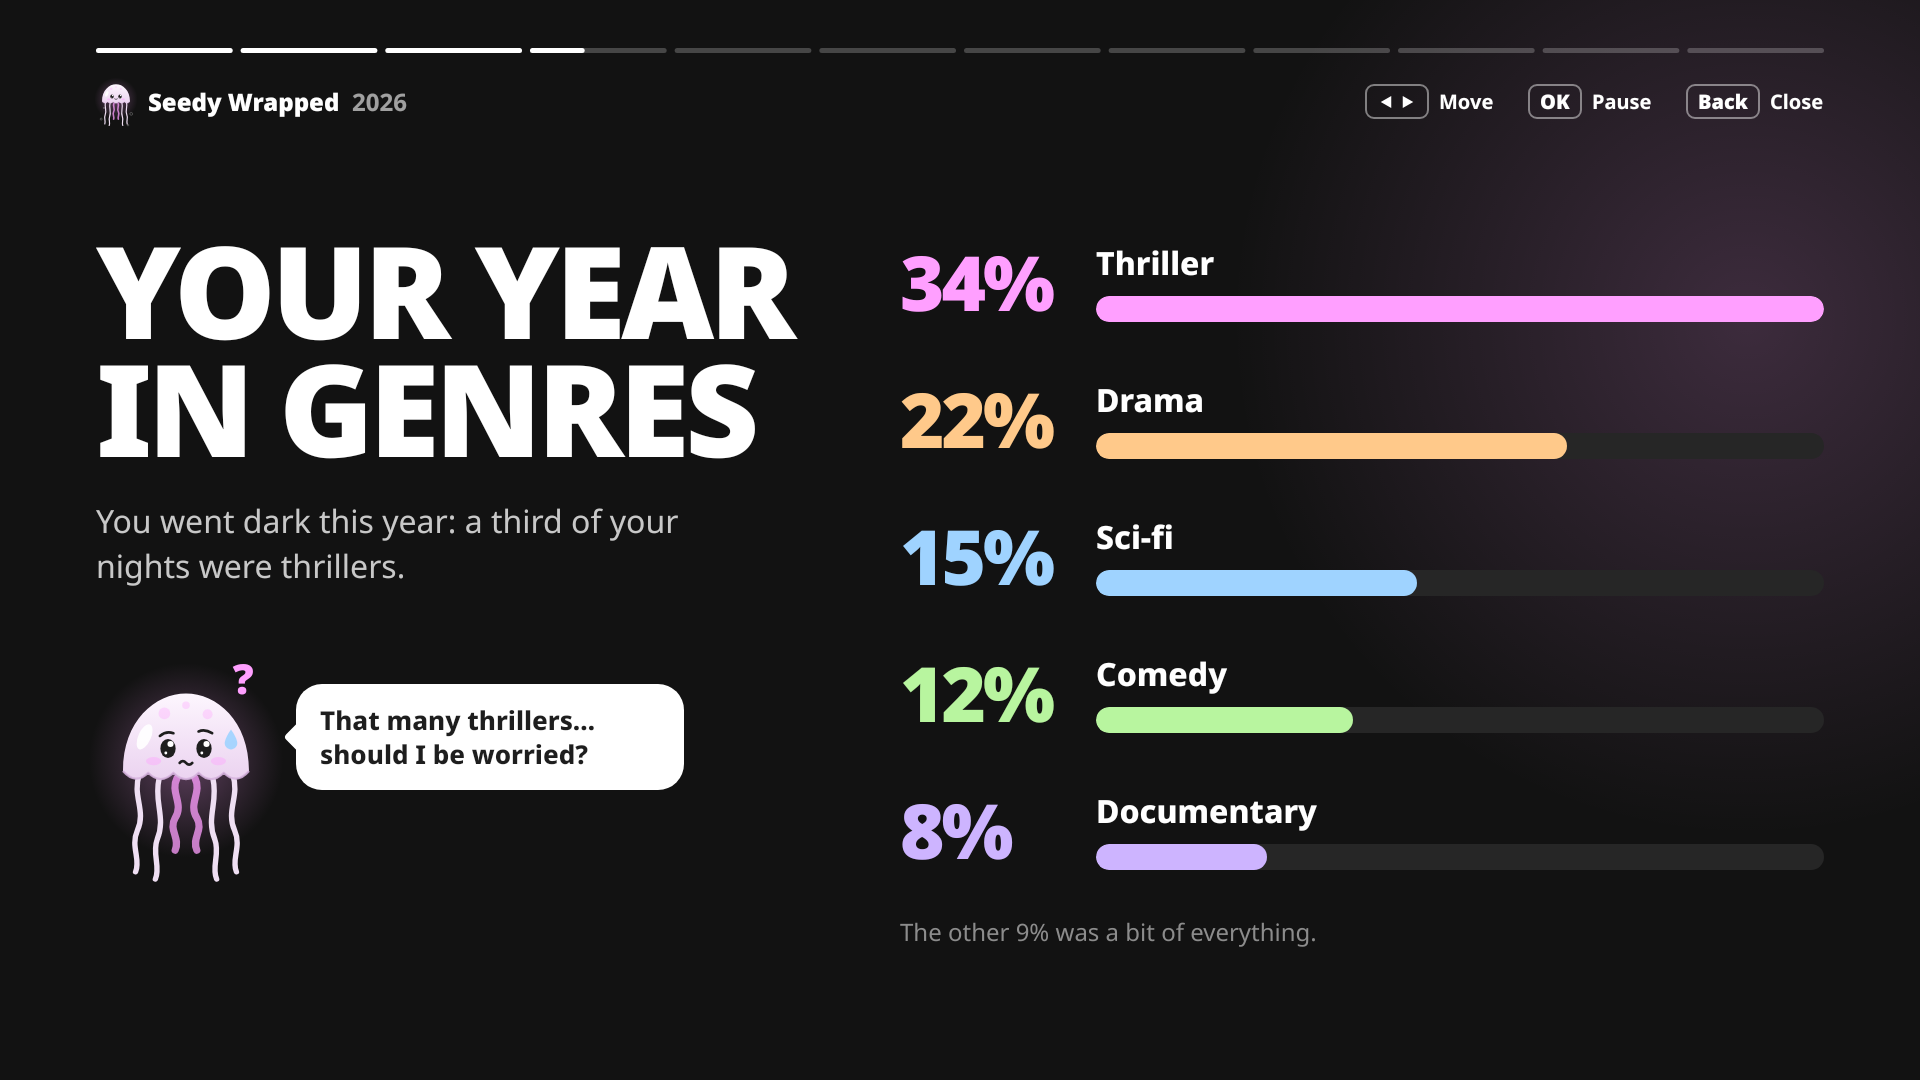 Seedy Wrapped 2026
◀ ▶ Move
OK Pause
Back Close
YOUR YEAR
IN GENRES
You went dark this year: a third of your
nights were thrillers.
?
That many thrillers...
should I be worried?
34% Thriller
22% Drama
15% Sci-fi
12% Comedy
8% Documentary
The other 9% was a bit of everything.